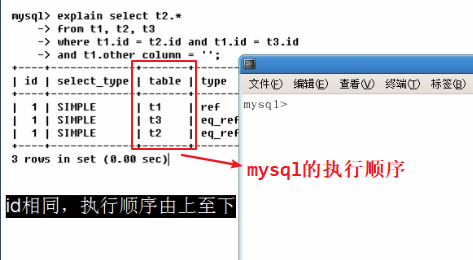 mysql> explain select t2.*
-> from t1, t2, t3
-> where t1.id = t2.id and t1.id = t3.id
-> and t1.other_column = '';
| id | select_type | table | type
| 1 | SIMPLE | t1 | ref
| 1 | SIMPLE | t3 | eq_ref
| 1 | SIMPLE | t2 | eq_re
3 rows in set (0.00 sec)
文件(F) 编辑(E) 查看(V) 终端(T) 标签(B)
mysql>
mysql的执行顺序
id相同，执行顺序由上至下